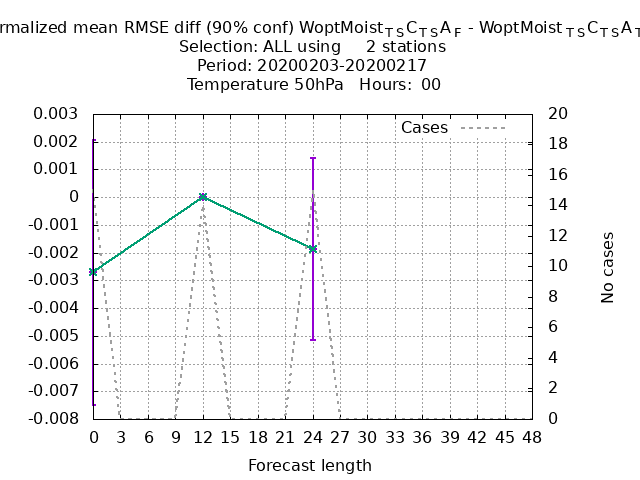 rmalized mean RMSE diff (90% conf) WoptMoist_TS C_TS A_F - WoptMoist_TS C_TS A_T
Selection: ALL using 2 stations
Period: 20200203-20200217
Temperature 50hPa Hours: 00
Cases
0.003
0.002
0.001
0
-0.001
-0.002
-0.003
-0.004
-0.005
-0.006
-0.007
-0.008
20
18
16
14
12
10
8
6
4
2
0
No cases
0 3 6 9 12 15 18 21 24 27 30 33 36 39 42 45 48
Forecast length